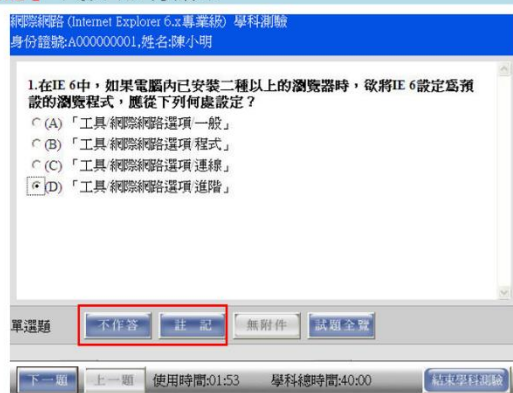 網際網路 (Internet Explorer 6.x專業級) 學科測驗
身份證號:A000000001,姓名:陳小明
1.在IE 6中，如果電腦內已安裝二種以上的瀏覽器時，欲將IE 6設定為預
設的瀏覽程式，應從下列何處設定？
(A) 「工具/網際網路選項/一般」
(B) 「工具/網際網路選項/程式」
(C) 「工具/網際網路選項/連線」
(D) 「工具/網際網路選項/進階」
單選題 不作答 註 記 無附件 試題全覽
下一題 上一題 使用時間:01:53 學科總時間:40:00 結束學科測驗